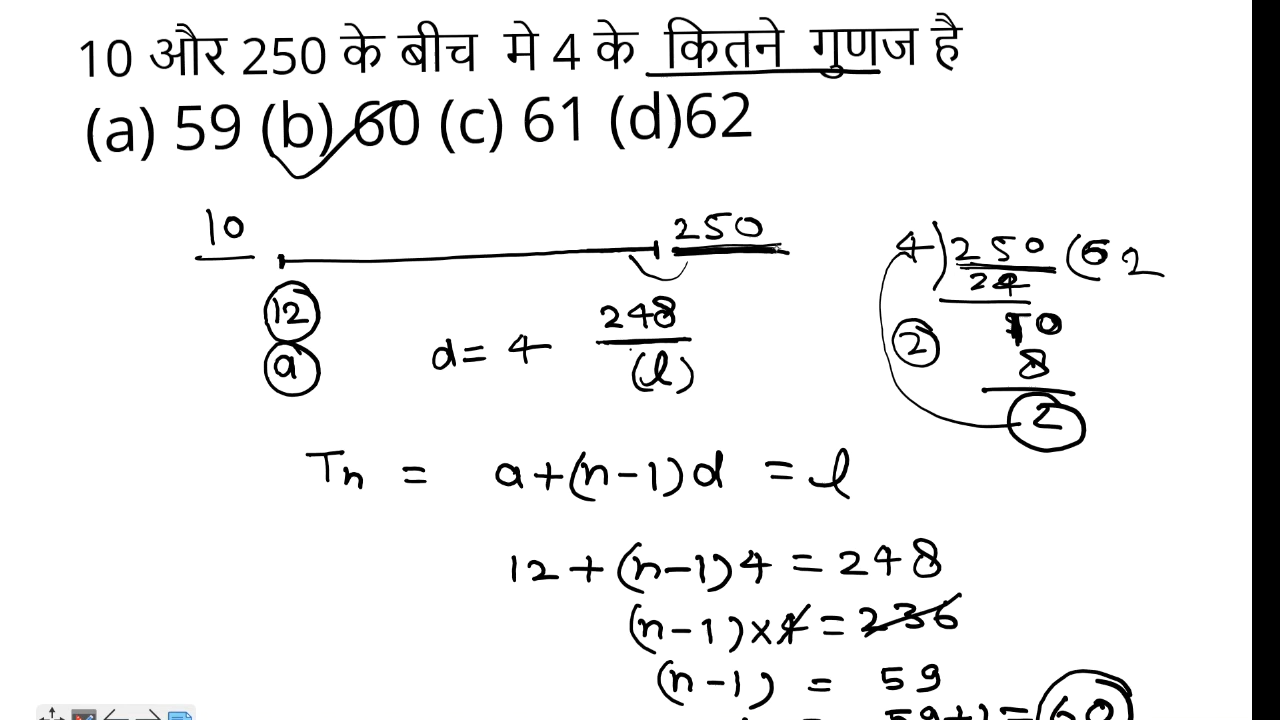 10 और 250 के बीच मे 4 के कितने गुणज है
(a) 59 (b) 60 (c) 61 (d)62
10 250
12 248
a d = 4 (l)
4) 250 (62
24
10
2
8
2
Tn = a+(n-1)d = l
12 + (n-1)4 = 248
(n-1)×4 = 236
(n-1) = 59
= 59+1 = 60